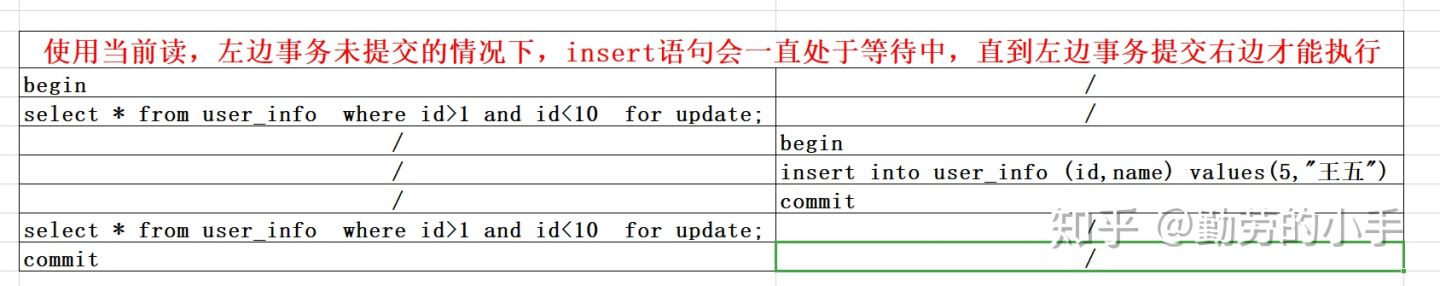 使用当前读，左边事务未提交的情况下，insert语句会一直处于等待中，直到左边事务提交右边才能执行
begin /
select * from user_info  where id>1 and id<10  for update; /
/ begin
/ insert into user_info (id,name) values(5,"王五")
/ commit
select * from user_info  where id>1 and id<10  for update; /
commit /
知乎 @勤劳的小手